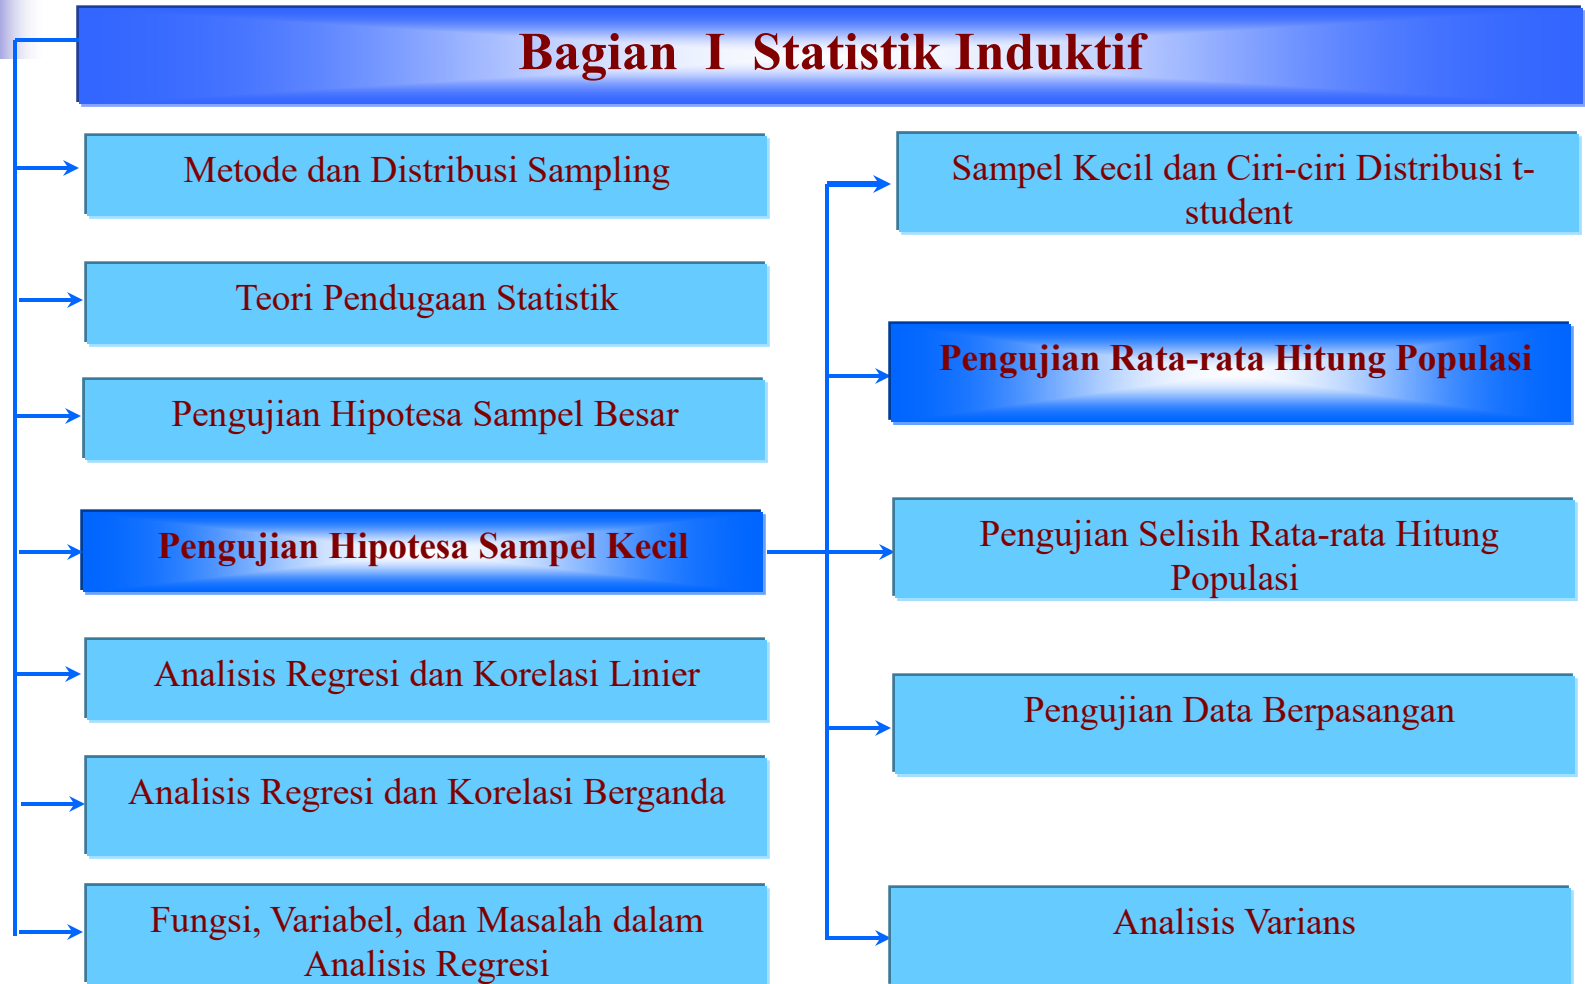 Bagian I Statistik Induktif
Metode dan Distribusi Sampling
Teori Pendugaan Statistik
Pengujian Hipotesa Sampel Besar
Pengujian Hipotesa Sampel Kecil
Analisis Regresi dan Korelasi Linier
Analisis Regresi dan Korelasi Berganda
Fungsi, Variabel, dan Masalah dalam
Analisis Regresi
Sampel Kecil dan Ciri-ciri Distribusi t-
student
Pengujian Rata-rata Hitung Populasi
Pengujian Selisih Rata-rata Hitung
Populasi
Pengujian Data Berpasangan
Analisis Varians